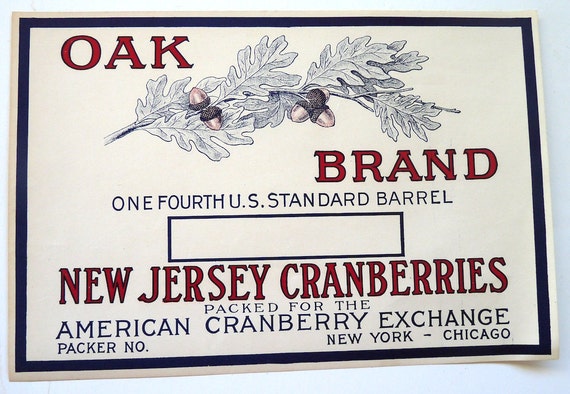 OAK
BRAND
ONE FOURTH U.S. STANDARD BARREL
NEW JERSEY CRANBERRIES
PACKED FOR THE
AMERICAN CRANBERRY EXCHANGE
PACKER NO. NEW YORK - CHICAGO